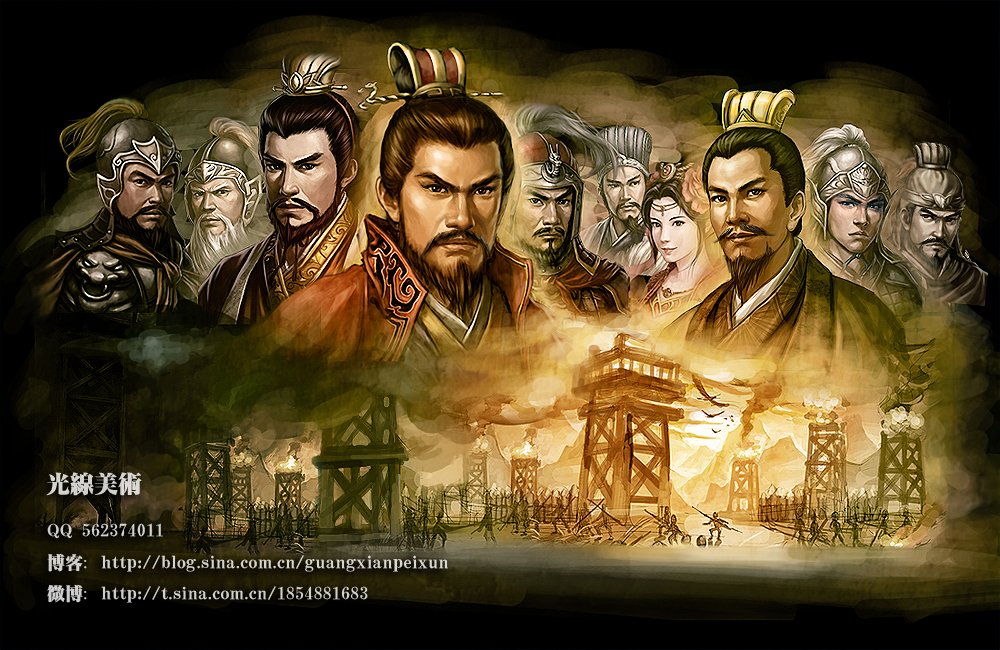 光線美術
QQ 562374011
博客: http://blog.sina.com.cn/guangxianpeixun
微博: http://t.sina.com.cn/1854881683